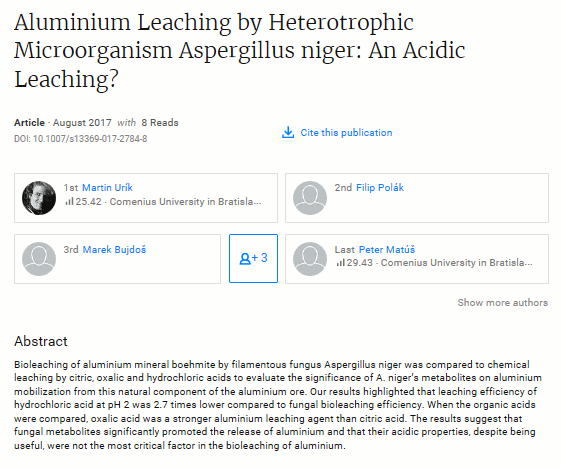 Aluminium Leaching by Heterotrophic
Microorganism Aspergillus niger: An Acidic
Leaching?
Article · August 2017 with 8 Reads
DOI: 10.1007/s13369-017-2784-8
Cite this publication
1st Martin Urík
25.42 · Comenius University in Bratisla...
2nd Filip Polák
3rd Marek Bujdoš
+ 3
Last Peter Matúš
29.43 · Comenius University in Bratisla...
Show more authors
Abstract
Bioleaching of aluminium mineral boehmite by filamentous fungus Aspergillus niger was compared to chemical
leaching by citric, oxalic and hydrochloric acids to evaluate the significance of A. niger's metabolites on aluminium
mobilization from this natural component of the aluminium ore. Our results highlighted that leaching efficiency of
hydrochloric acid at pH 2 was 2.7 times lower compared to fungal bioleaching efficiency. When the organic acids
were compared, oxalic acid was a stronger aluminium leaching agent than citric acid. The results suggest that
fungal metabolites significantly promoted the release of aluminium and that their acidic properties, despite being
useful, were not the most critical factor in the bioleaching of aluminium.